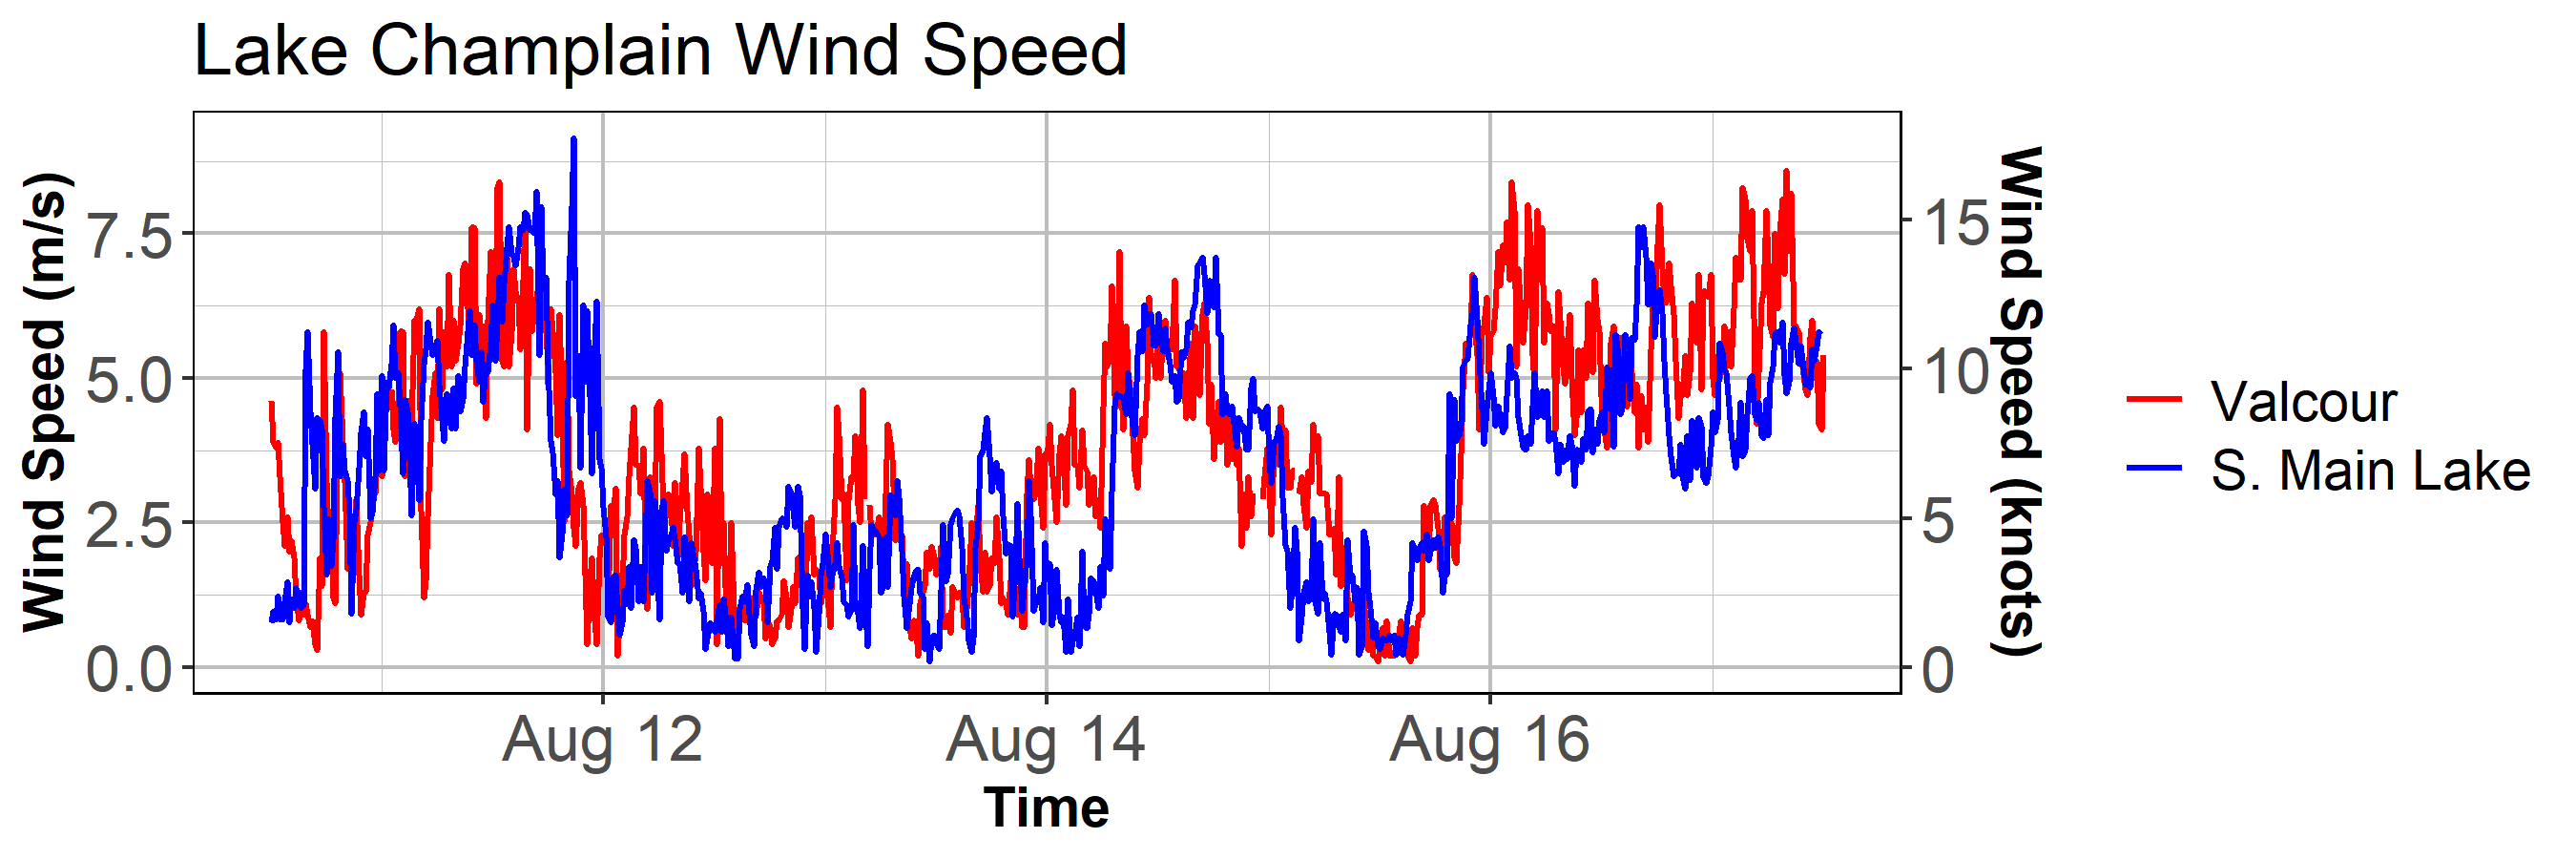 Lake Champlain Wind Speed
Wind Speed (m/s)
7.5
5.0
2.5
0.0
Wind Speed (knots)
15
10
5
0
Aug 12
Aug 14
Aug 16
Time
Valcour
S. Main Lake